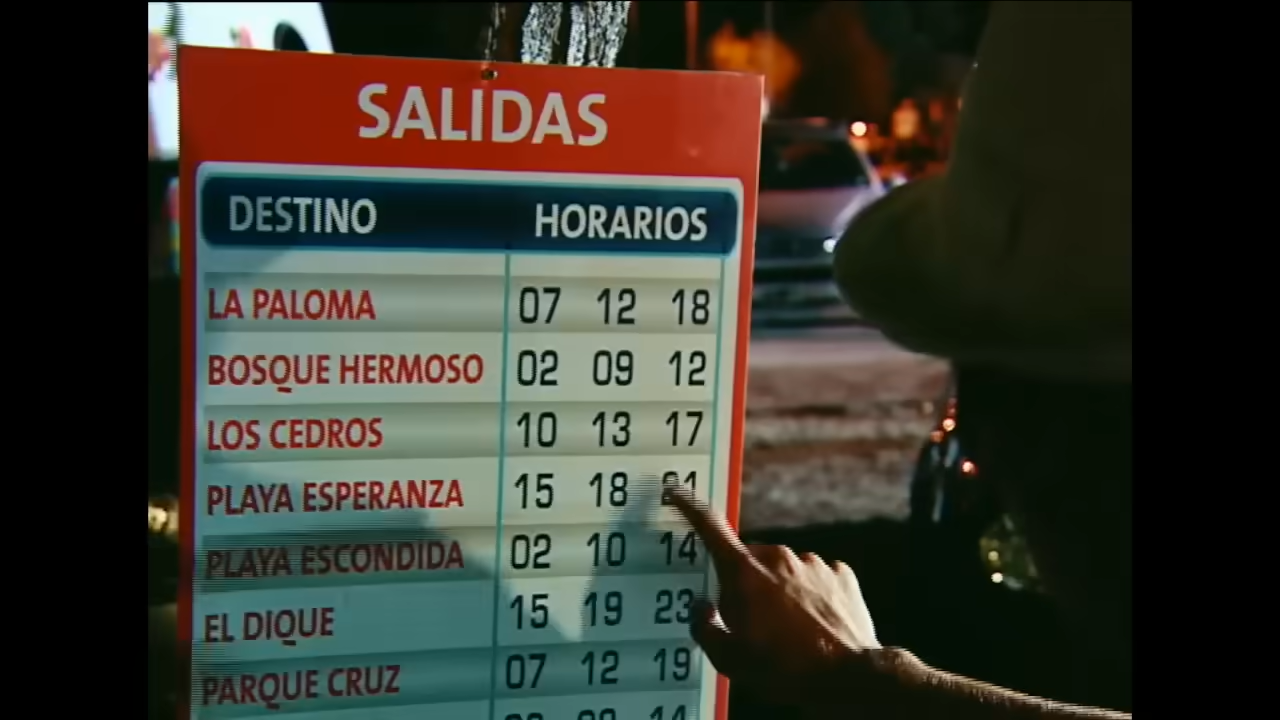 SALIDAS
DESTINO HORARIOS
LA PALOMA 07 12 18
BOSQUE HERMOSO 02 09 12
LOS CEDROS 10 13 17
PLAYA ESPERANZA 15 18 21
PLAYA ESCONDIDA 02 10 14
EL DIQUE 15 19 23
PARQUE CRUZ 07 12 19